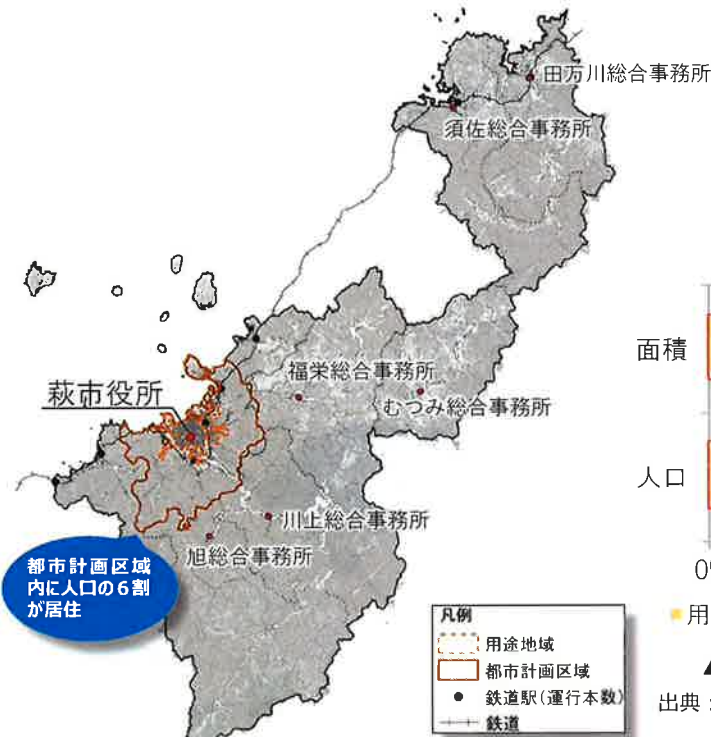 田万川総合事務所
須佐総合事務所
福栄総合事務所
むつみ総合事務所
萩市役所
川上総合事務所
旭総合事務所
都市計画区域
内に人口の6割
が居住
凡例
用途地域
都市計画区域
鉄道駅(運行本数)
鉄道
面積
人口
用
出典: